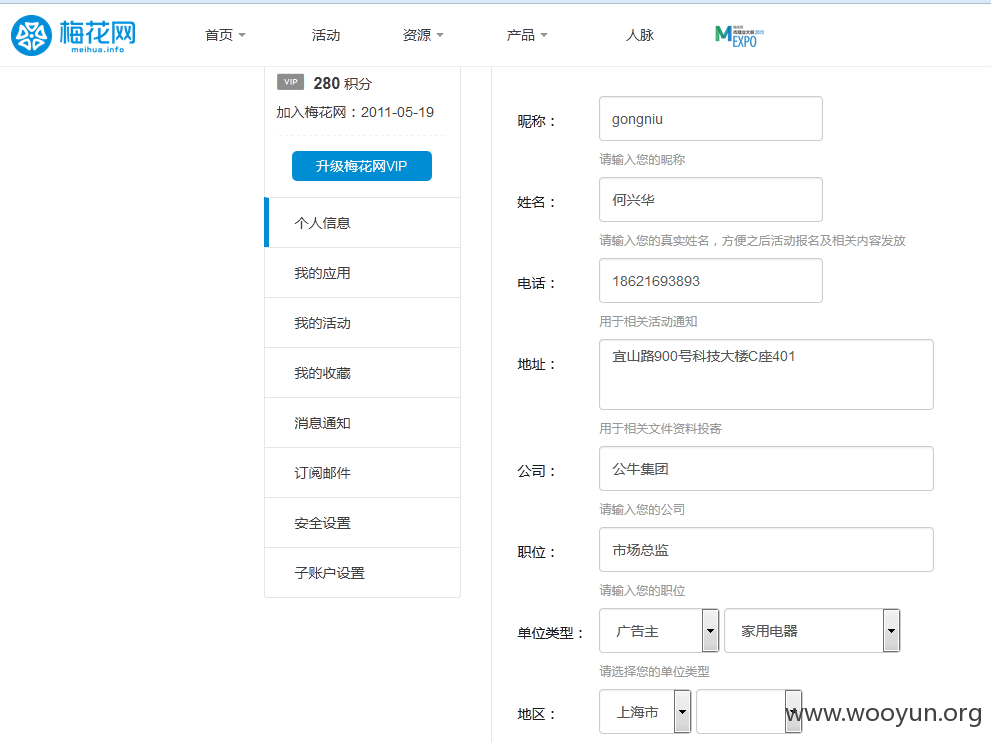 梅花网
meihua.info
首页
活动
资源
产品
人脉
M EXPO
VIP 280 积分
加入梅花网：2011-05-19
升级梅花网VIP
个人信息
我的应用
我的活动
我的收藏
消息通知
订阅邮件
安全设置
子账户设置
昵称： gongniu
请输入您的昵称
姓名： 何兴华
请输入您的真实姓名，方便之后活动报名及相关内容发放
电话： 18621693893
用于相关活动通知
地址： 宜山路900号科技大楼C座401
用于相关文件资料投寄
公司： 公牛集团
请输入您的公司
职位： 市场总监
请输入您的职位
单位类型： 广告主 家用电器
请选择您的单位类型
地区： 上海市
www.wooyun.org